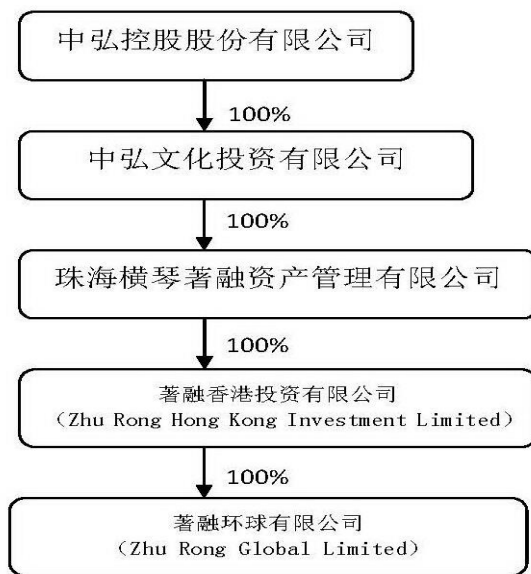 中弘控股股份有限公司
100%
中弘文化投资有限公司
100%
珠海横琴著融资产管理有限公司
100%
著融香港投资有限公司
（Zhu Rong Hong Kong Investment Limited）
100%
著融环球有限公司
（Zhu Rong Global Limited）